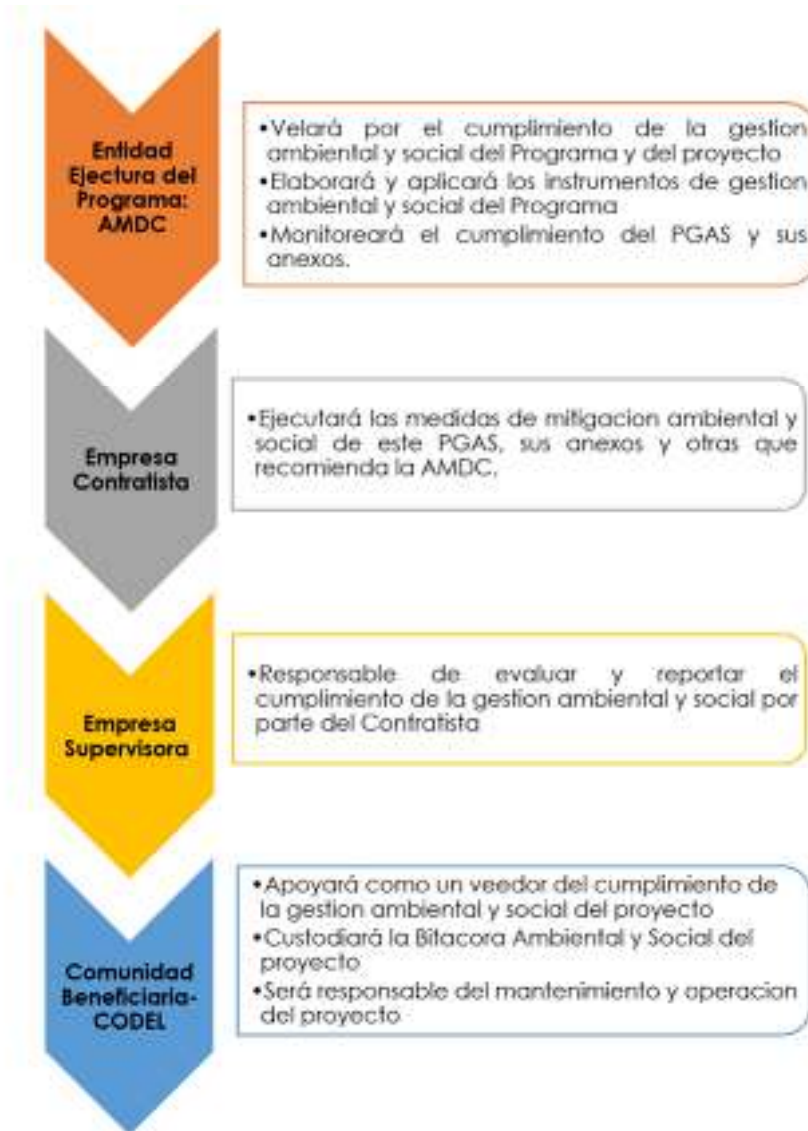 Entidad
Ejectura del
Programa:
AMDC
•Velará por el cumplimiento de la gestion
ambiental y social del Programa y del proyecto
•Elaborará y aplicará los instrumentos de gestion
ambiental y social del Programa
•Monitoreará el cumplimiento del PGAS y sus
anexos.
Empresa
Contratista
•Ejecutará las medidas de mitigacion ambiental y
social de este PGAS, sus anexos y otras que
recomienda la AMDC.
Empresa
Supervisora
•Responsable de evaluar y reportar el
cumplimiento de la gestion ambiental y social por
parte del Contratista
Comunidad
Beneficiaria-
CODEL
•Apoyará como un veedor del cumplimiento de
la gestion ambiental y social del proyecto
•Custodiará la Bitacora Ambiental y Social del
proyecto
•Será responsable del mantenimiento y operacion
del proyecto